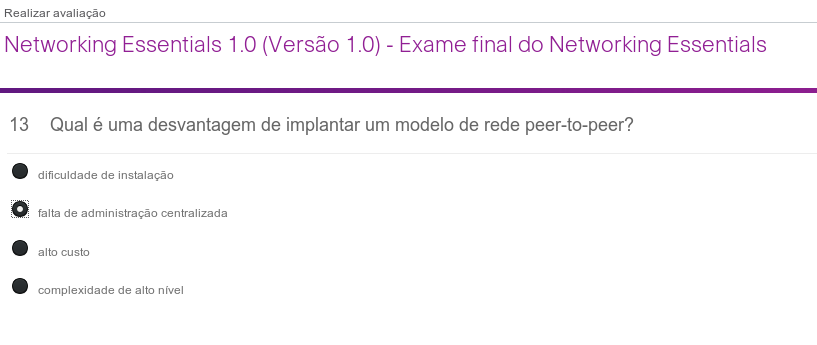 Realizar avaliação
Networking Essentials 1.0 (Versão 1.0) - Exame final do Networking Essentials
13 Qual é uma desvantagem de implantar um modelo de rede peer-to-peer?
dificuldade de instalação
falta de administração centralizada
alto custo
complexidade de alto nível